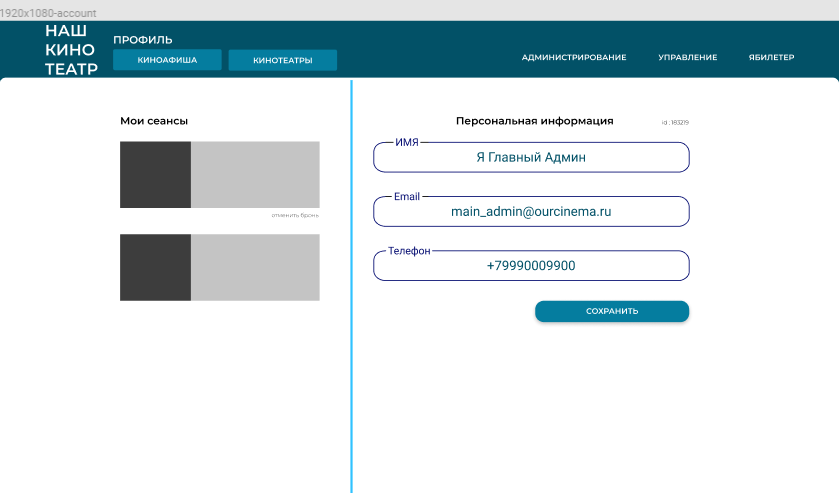 1920x1080-account
НАШ
КИНО
ТЕАТР
ПРОФИЛЬ
КИНОАФИША
КИНОТЕАТРЫ
АДМИНИСТРИРОВАНИЕ
УПРАВЛЕНИЕ
ЯБИЛЕТЕР
Мои сеансы
отменить бронь
Персональная информация
id : 183219
ИМЯ
Я Главный Админ
Email
main_admin@ourcinema.ru
Телефон
+79990009900
СОХРАНИТЬ